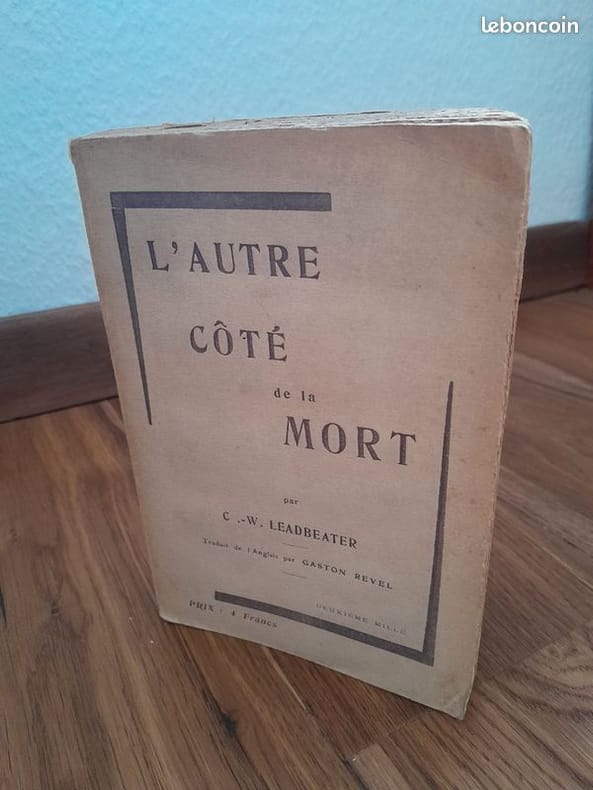 leboncoin
L'AUTRE
CÔTÉ
de la
MORT
par
C.-W. LEADBEATER
Traduit de l'Anglais par GASTON REVEL
DEUXIÈME MILLE
PRIX : 4 Francs